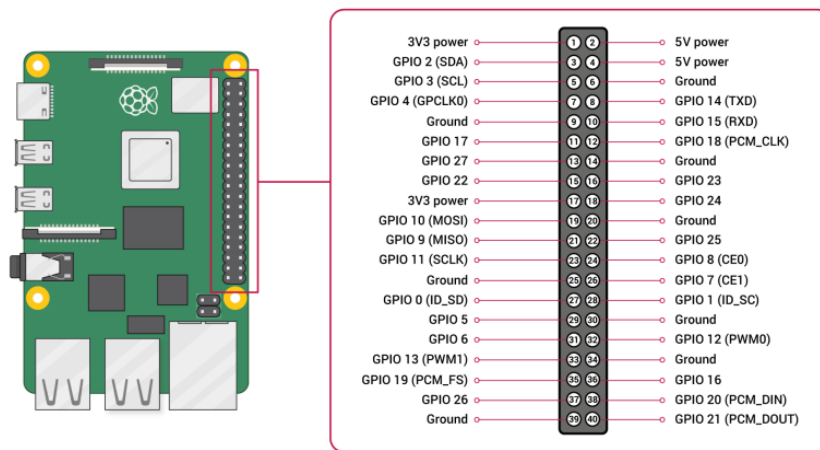 3V3 power 1 2 5V power
GPIO 2 (SDA) 3 4 5V power
GPIO 3 (SCL) 5 6 Ground
GPIO 4 (GPCLK0) 7 8 GPIO 14 (TXD)
Ground 9 10 GPIO 15 (RXD)
GPIO 17 11 12 GPIO 18 (PCM_CLK)
GPIO 27 13 14 Ground
GPIO 22 15 16 GPIO 23
3V3 power 17 18 GPIO 24
GPIO 10 (MOSI) 19 20 Ground
GPIO 9 (MISO) 21 22 GPIO 25
GPIO 11 (SCLK) 23 24 GPIO 8 (CE0)
Ground 25 26 GPIO 7 (CE1)
GPIO 0 (ID_SD) 27 28 GPIO 1 (ID_SC)
GPIO 5 29 30 Ground
GPIO 6 31 32 GPIO 12 (PWM0)
GPIO 13 (PWM1) 33 34 Ground
GPIO 19 (PCM_FS) 35 36 GPIO 16
GPIO 26 37 38 GPIO 20 (PCM_DIN)
Ground 39 40 GPIO 21 (PCM_DOUT)